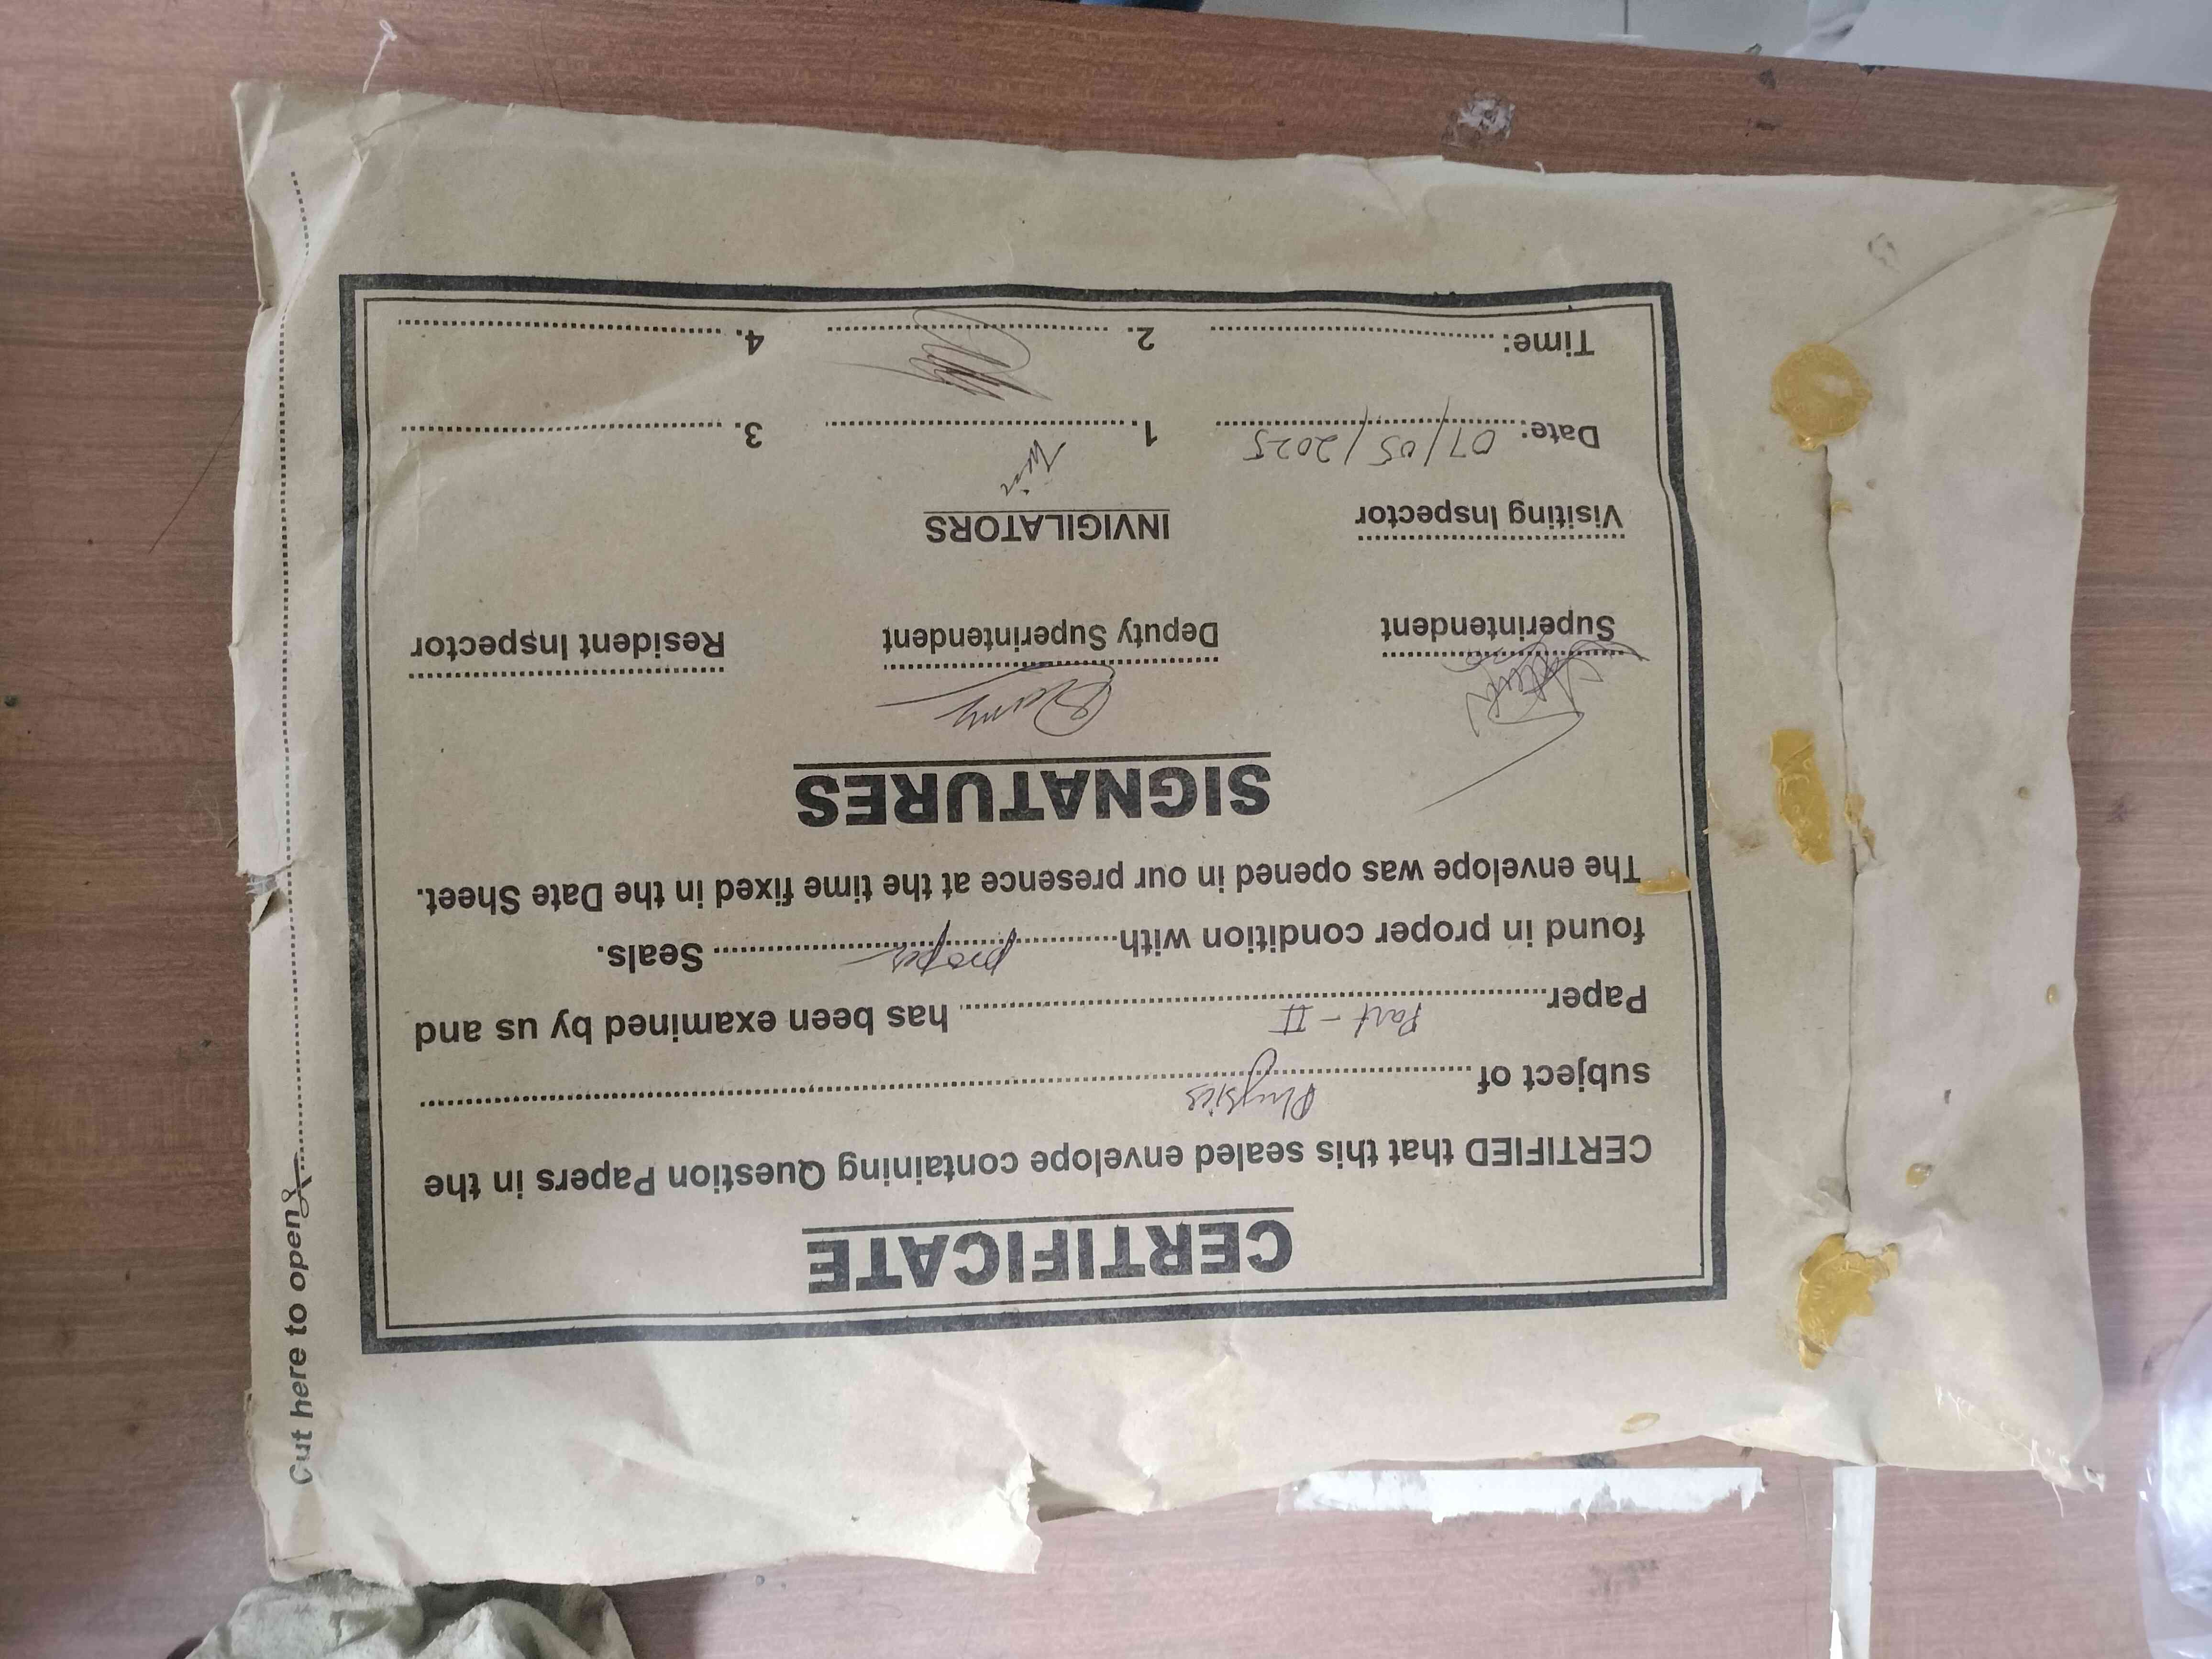 CERTIFICATE
CERTIFIED that this sealed envelope containing Question Papers in the
subject of Physics
Paper Part - II has been examined by us and
found in proper condition with proper Seals.
The envelope was opened in our presence at the time fixed in the Date Sheet.
SIGNATURES
Superintendent Deputy Superintendent Resident Inspector
Visiting Inspector INVIGILATORS
Date: 07/05/2025 1. 3.
Time: 2. 4.
Cut here to open